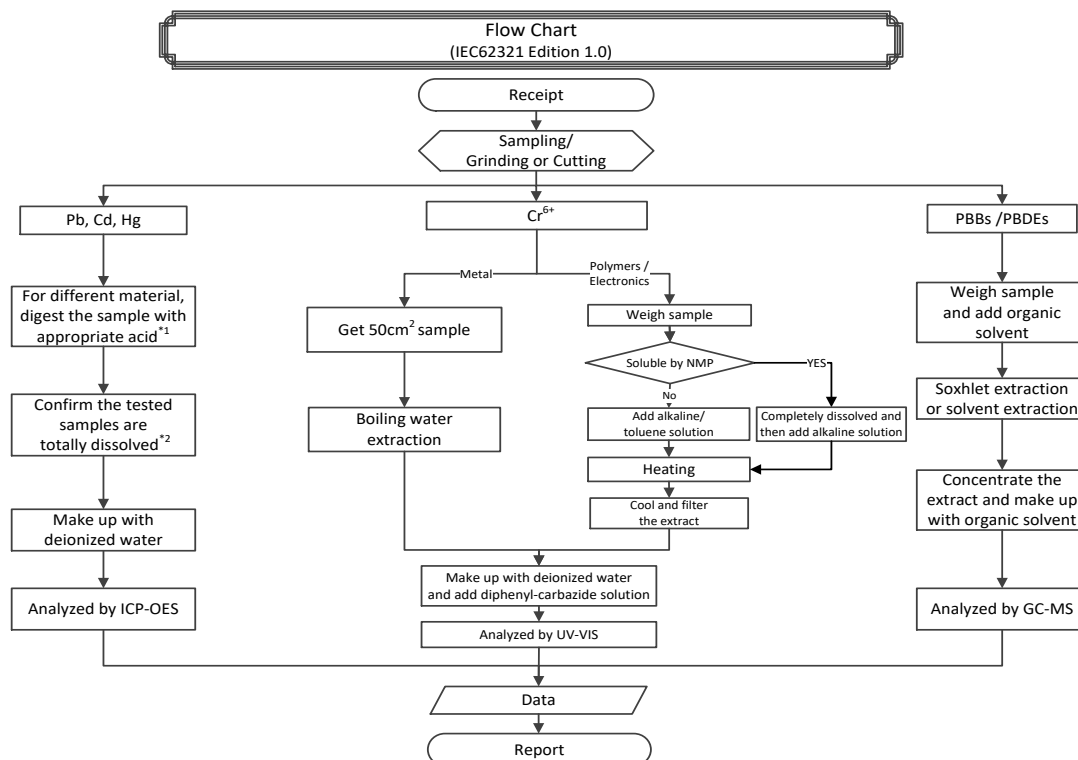 Flow Chart
(IEC62321 Edition 1.0)
Receipt
Sampling/
Grinding or Cutting
Pb, Cd, Hg
Cr6+
PBBs /PBDEs
Metal
Polymers /
Electronics
For different material,
digest the sample with
appropriate acid*1
Get 50cm2 sample
Weigh sample
Weigh sample
and add organic
solvent
Soluble by NMP
YES
No
Confirm the tested
samples are
totally dissolved*2
Boiling water
extraction
Add alkaline/
toluene solution
Completely dissolved and
then add alkaline solution
Soxhlet extraction
or solvent extraction
Heating
Cool and filter
the extract
Concentrate the
extract and make up
with organic solvent
Make up with
deionized water
Make up with deionized water
and add diphenyl-carbazide solution
Analyzed by ICP-OES
Analyzed by UV-VIS
Analyzed by GC-MS
Data
Report